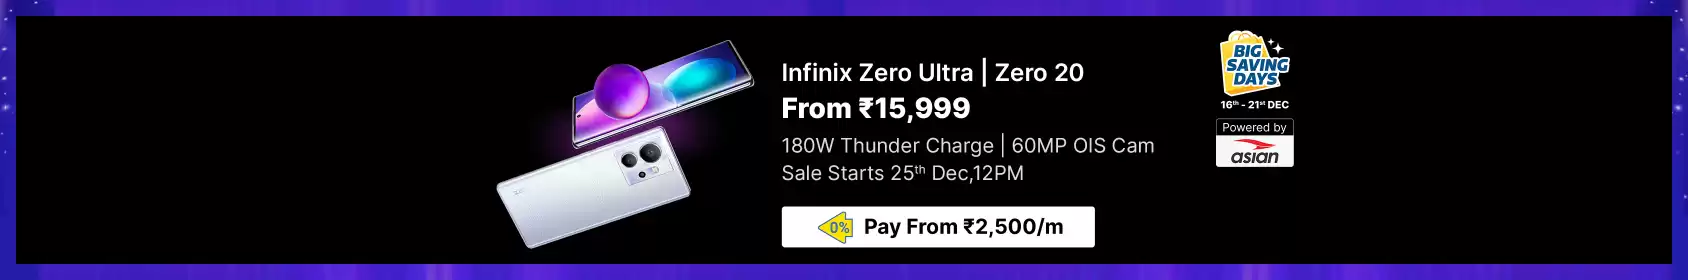 Infinix Zero Ultra | Zero 20
From ₹15,999
180W Thunder Charge | 60MP OIS Cam
Sale Starts 25th Dec,12PM
0% Pay From ₹2,500/m
BIG
SAVING
DAYS
16th - 21st DEC
Powered by
asian